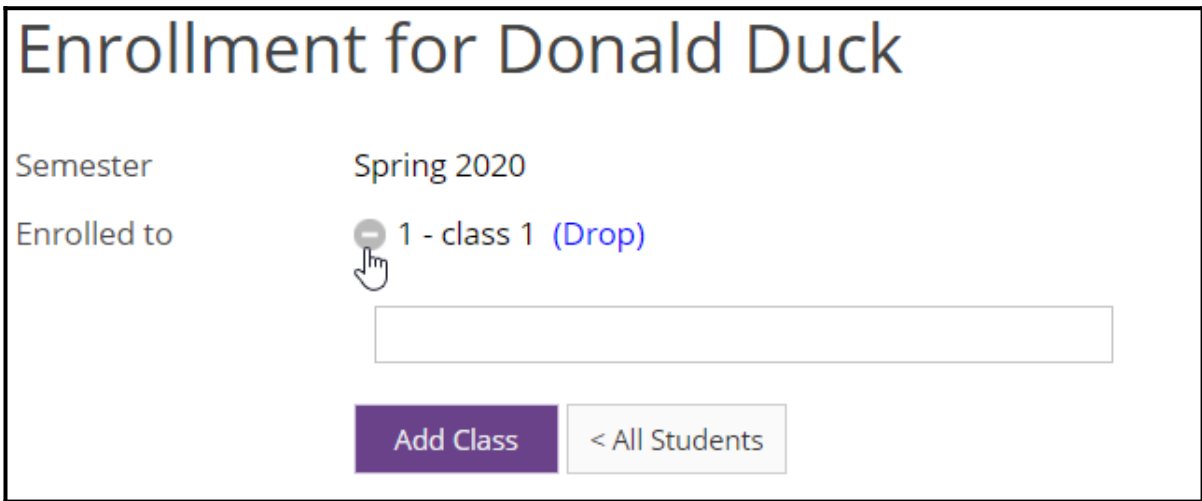 Enrollment for Donald Duck
Semester Spring 2020
Enrolled to 1 - class 1 (Drop)
Add Class < All Students